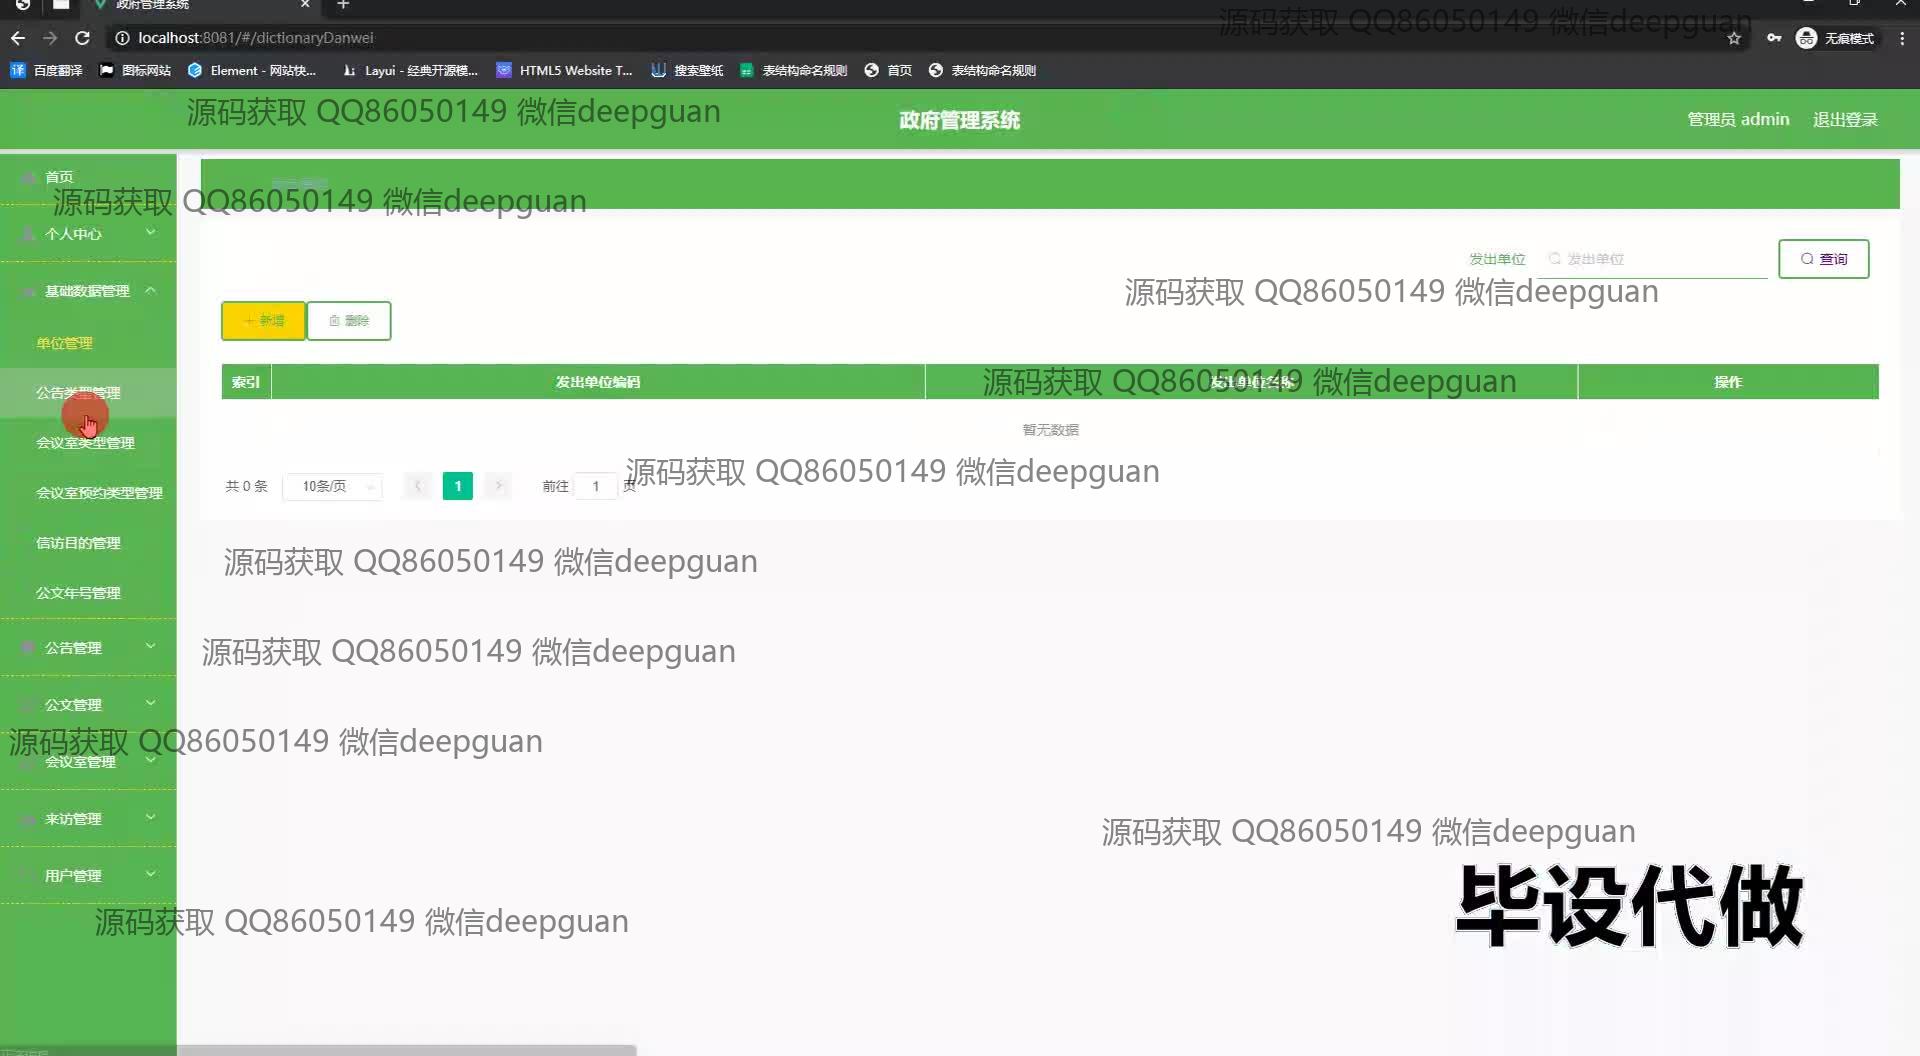 政府管理系统
localhost:8081/#/dictionaryDanwei
无痕模式
百度翻译 图标网站 Element - 网站快... Layui - 经典开源模... HTML5 Website T... 搜索壁纸 表结构命名规则 首页 表结构命名规则
源码获取 QQ86050149 微信deepguan
政府管理系统
管理员 admin 退出登录
源码获取 QQ86050149 微信deepguan
首页
源码获取 QQ86050149 微信deepguan
个人中心
基础数据管理
单位管理
公告类型管理
会议室类型管理
会议室预约类型管理
信访目的管理
公文年号管理
公告管理
公文管理
会议室管理
来访管理
用户管理
发出单位 发出单位 查询
源码获取 QQ86050149 微信deepguan
新增 删除
索引 发出单位编码 发出单位名称 操作
源码获取 QQ86050149 微信deepguan
暂无数据
共 0 条 10条/页 1 前往 1 页
源码获取 QQ86050149 微信deepguan
源码获取 QQ86050149 微信deepguan
源码获取 QQ86050149 微信deepguan
源码获取 QQ86050149 微信deepguan
源码获取 QQ86050149 微信deepguan
毕设代做
源码获取 QQ86050149 微信deepguan